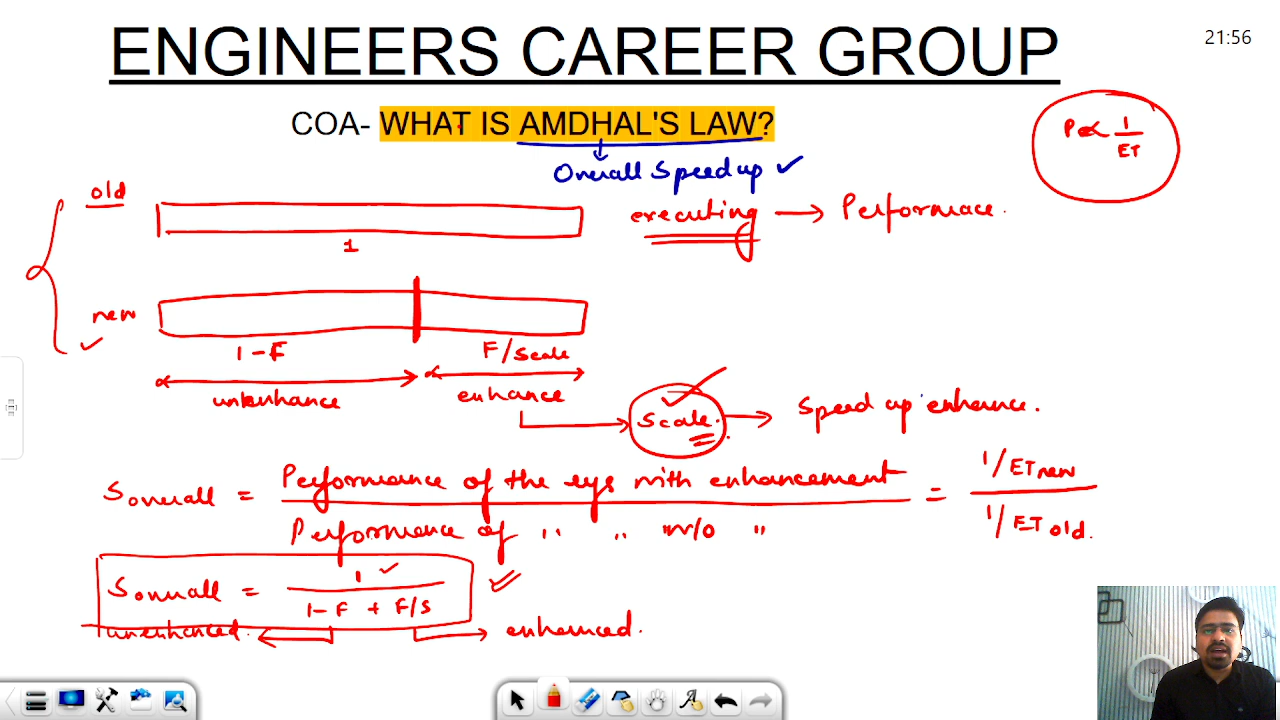 ENGINEERS CAREER GROUP
21:56
COA- WHAT IS AMDHAL'S LAW?
P∝ 1/ET
Overall Speed up ✓
old
executing → Performace.
1
new
1-F
F/scale
unenhance
enhance
Scale. → Speed up enhance.
Soverall = Performance of the sys with enhancement / Performance of " " w/o " = 1/ETnew / 1/ET old.
Soverall = 1 / 1-F + F/S
unenhanced.
enhanced.